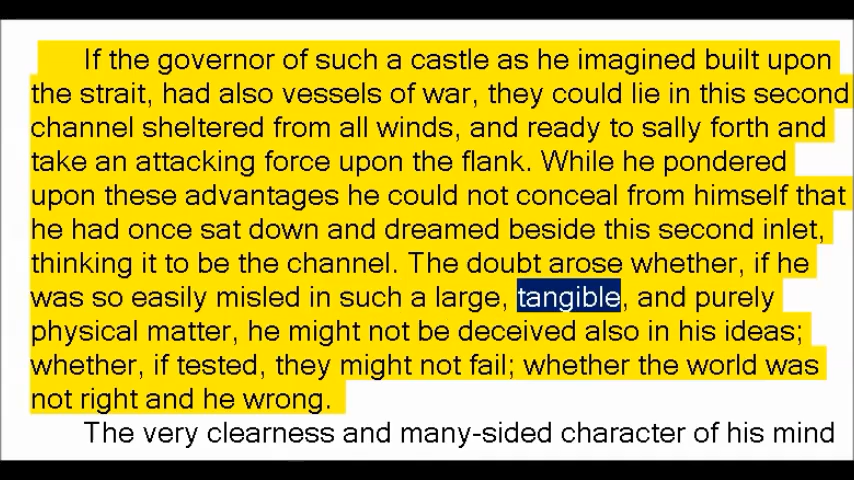 If the governor of such a castle as he imagined built upon
the strait, had also vessels of war, they could lie in this second
channel sheltered from all winds, and ready to sally forth and
take an attacking force upon the flank. While he pondered
upon these advantages he could not conceal from himself that
he had once sat down and dreamed beside this second inlet,
thinking it to be the channel. The doubt arose whether, if he
was so easily misled in such a large, tangible, and purely
physical matter, he might not be deceived also in his ideas;
whether, if tested, they might not fail; whether the world was
not right and he wrong.
The very clearness and many-sided character of his mind